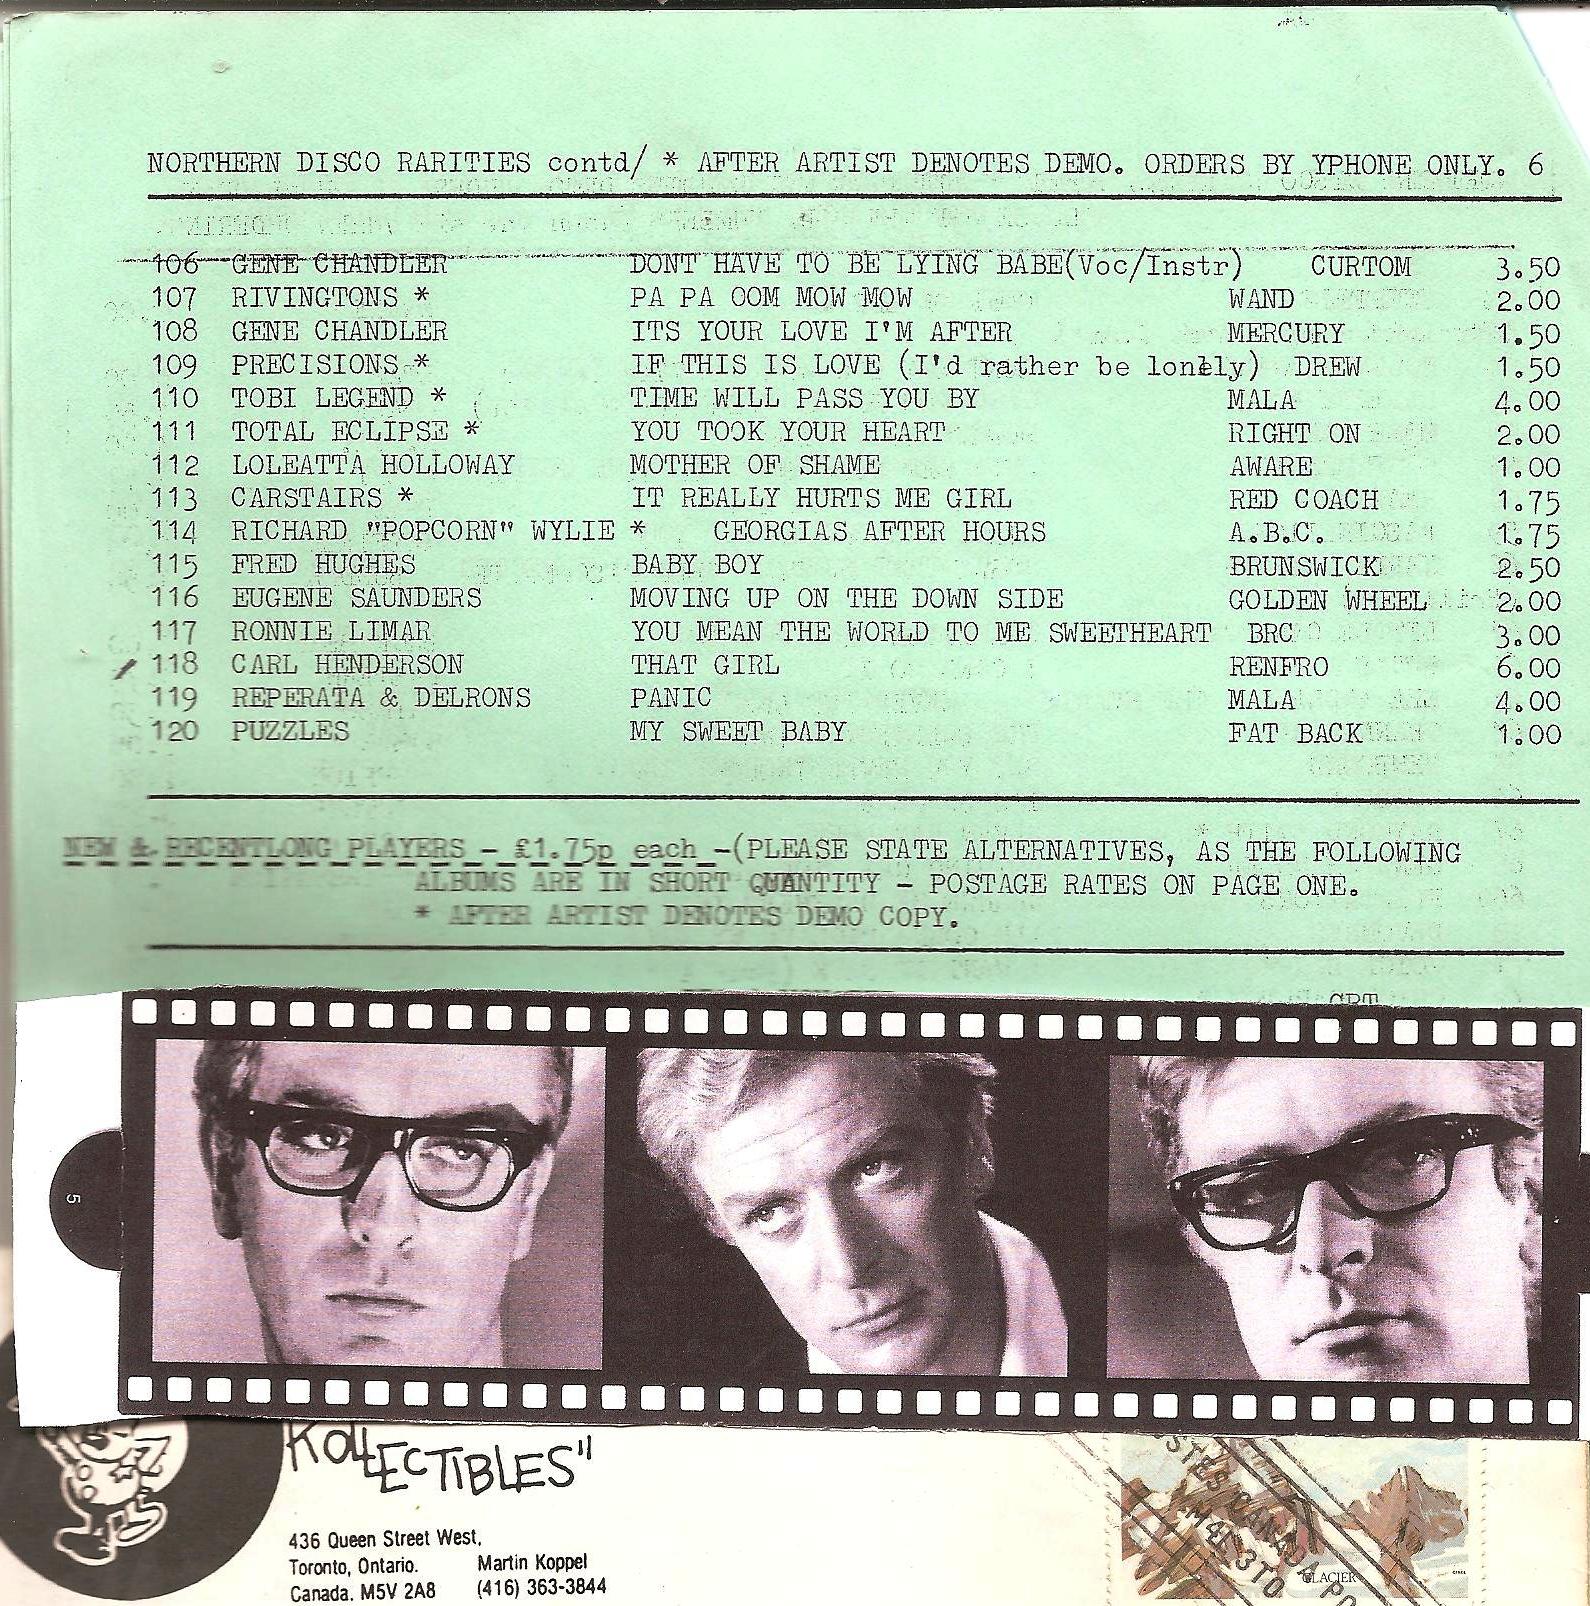 NORTHERN DISCO RARITIES contd/ * AFTER ARTIST DENOTES DEMO. ORDERS BY YPHONE ONLY. 6
106 GENE CHANDLER DONT HAVE TO BE LYING BABE(Voc/Instr) CURTOM 3.50
107 RIVINGTONS * PA PA OOM MOW MOW WAND 2.00
108 GENE CHANDLER ITS YOUR LOVE I'M AFTER MERCURY 1.50
109 PRECISIONS * IF THIS IS LOVE (I'd rather be lonely) DREW 1.50
110 TOBI LEGEND * TIME WILL PASS YOU BY MALA 4.00
111 TOTAL ECLIPSE * YOU TOOK YOUR HEART RIGHT ON 2.00
112 LOLEATTA HOLLOWAY MOTHER OF SHAME AWARE 1.00
113 CARSTAIRS * IT REALLY HURTS ME GIRL RED COACH 1.75
114 RICHARD "POPCORN" WYLIE * GEORGIAS AFTER HOURS A.B.C. 1.75
115 FRED HUGHES BABY BOY BRUNSWICK 2.50
116 EUGENE SAUNDERS MOVING UP ON THE DOWN SIDE GOLDEN WHEEL 2.00
117 RONNIE LIMAR YOU MEAN THE WORLD TO ME SWEETHEART BRC 3.00
118 CARL HENDERSON THAT GIRL RENFRO 6.00
119 REPERATA & DELRONS PANIC MALA 4.00
120 PUZZLES MY SWEET BABY FAT BACK 1.00
NEW & RECENTLONG PLAYERS - £1.75p each -(PLEASE STATE ALTERNATIVES, AS THE FOLLOWING
ALBUMS ARE IN SHORT QUANTITY - POSTAGE RATES ON PAGE ONE.
* AFTER ARTIST DENOTES DEMO COPY.
5
KOLLECTIBLES"
436 Queen Street West,
Toronto, Ontario. Martin Koppel
Canada. M5V 2A8 (416) 363-3844
GLACIER